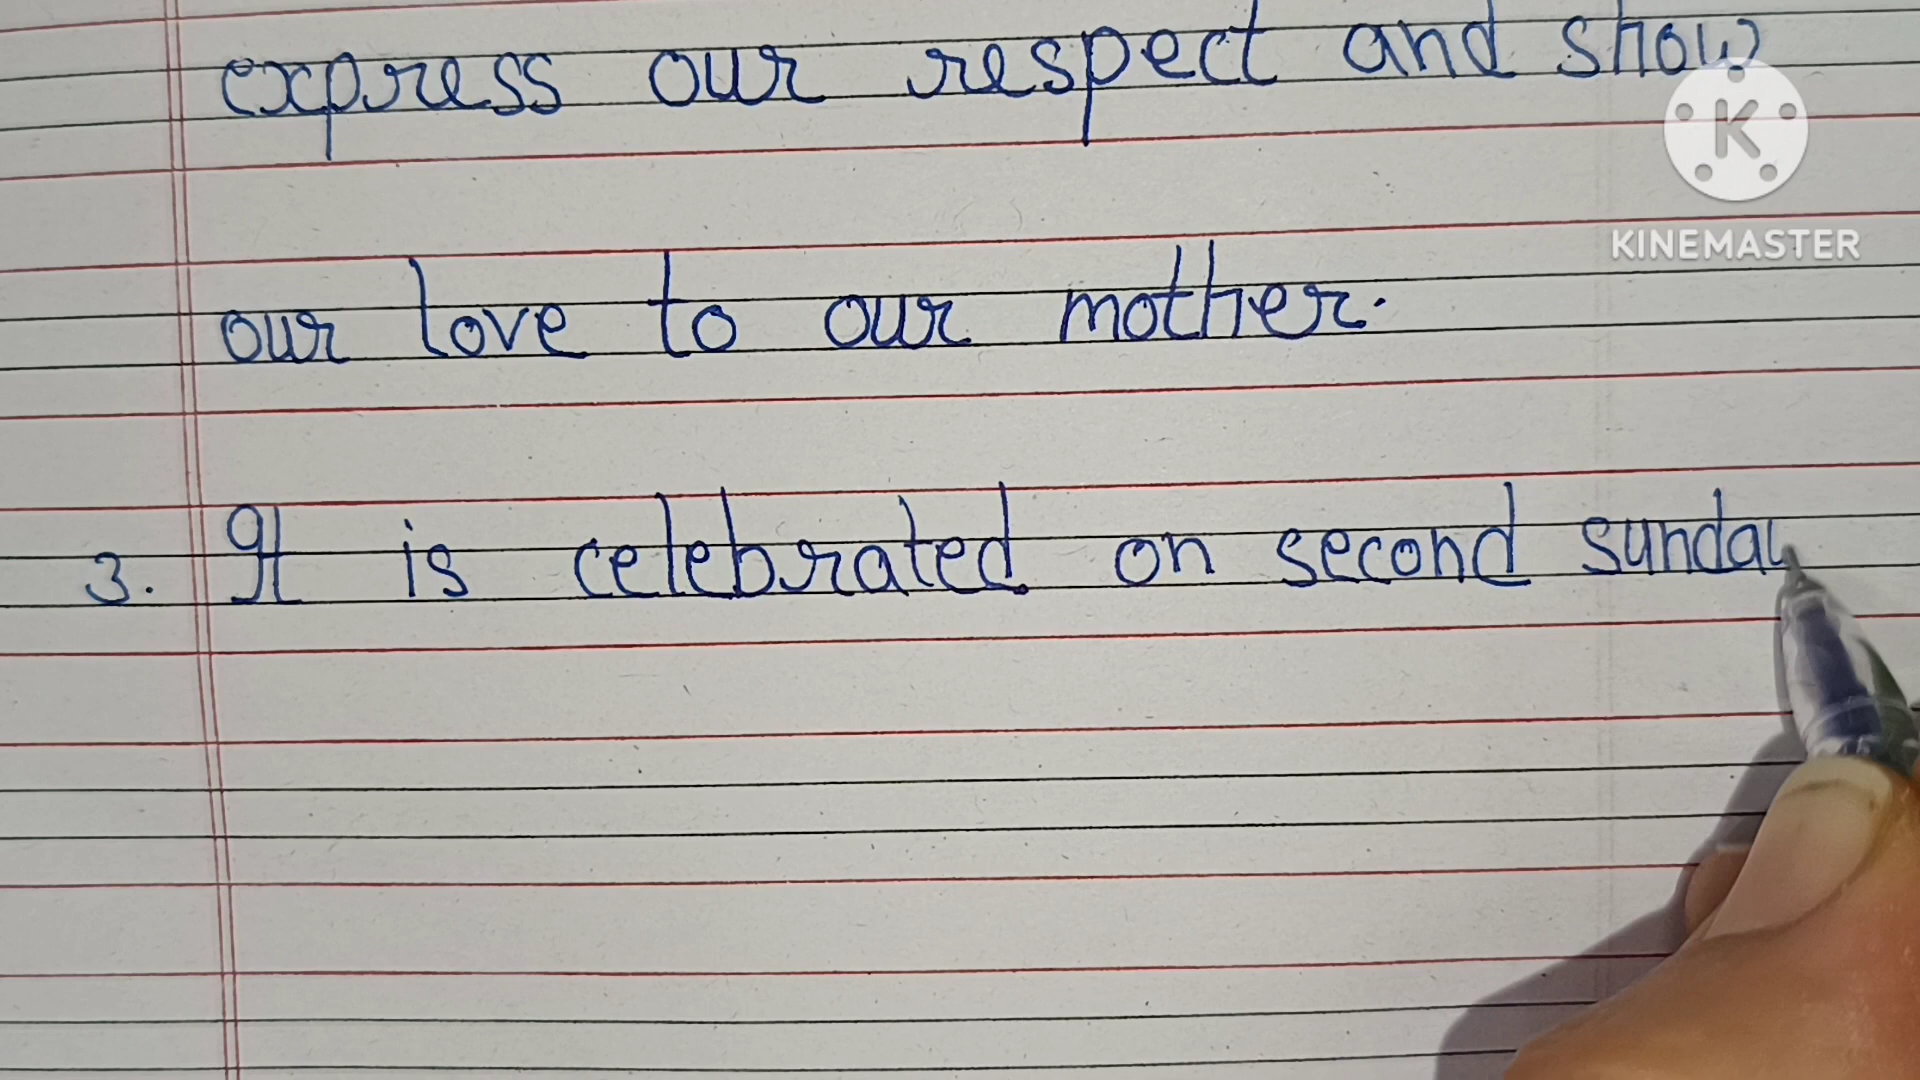 express our respect and show
KINEMASTER
our love to our mother.
3. It is celebrated on second sunday